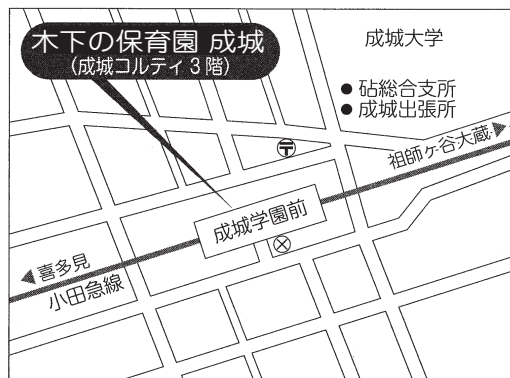 木下の保育園 成城
(成城コルティ3階)
成城大学
● 砧総合支所
● 成城出張所
〒
祖師ヶ谷大蔵▶
成城学園前
◀喜多見
小田急線